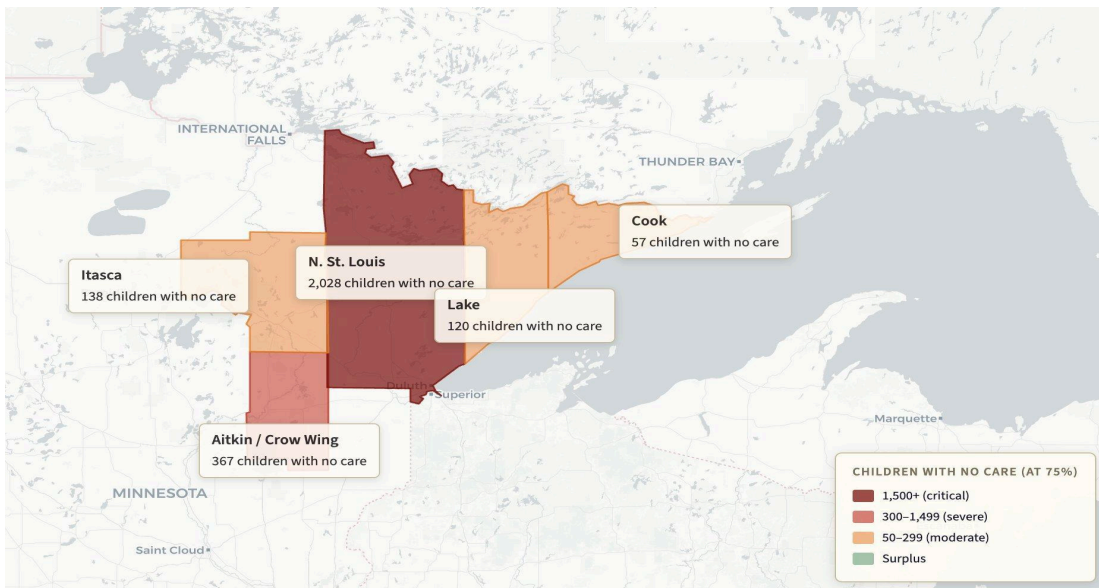 INTERNATIONAL
FALLS
THUNDER BAY
Cook
57 children with no care
N. St. Louis
2,028 children with no care
Itasca
138 children with no care
Lake
120 children with no care
Duluth
Superior
Marquette
Aitkin / Crow Wing
367 children with no care
MINNESOTA
Saint Cloud
CHILDREN WITH NO CARE (AT 75%)
1,500+ (critical)
300–1,499 (severe)
50–299 (moderate)
Surplus